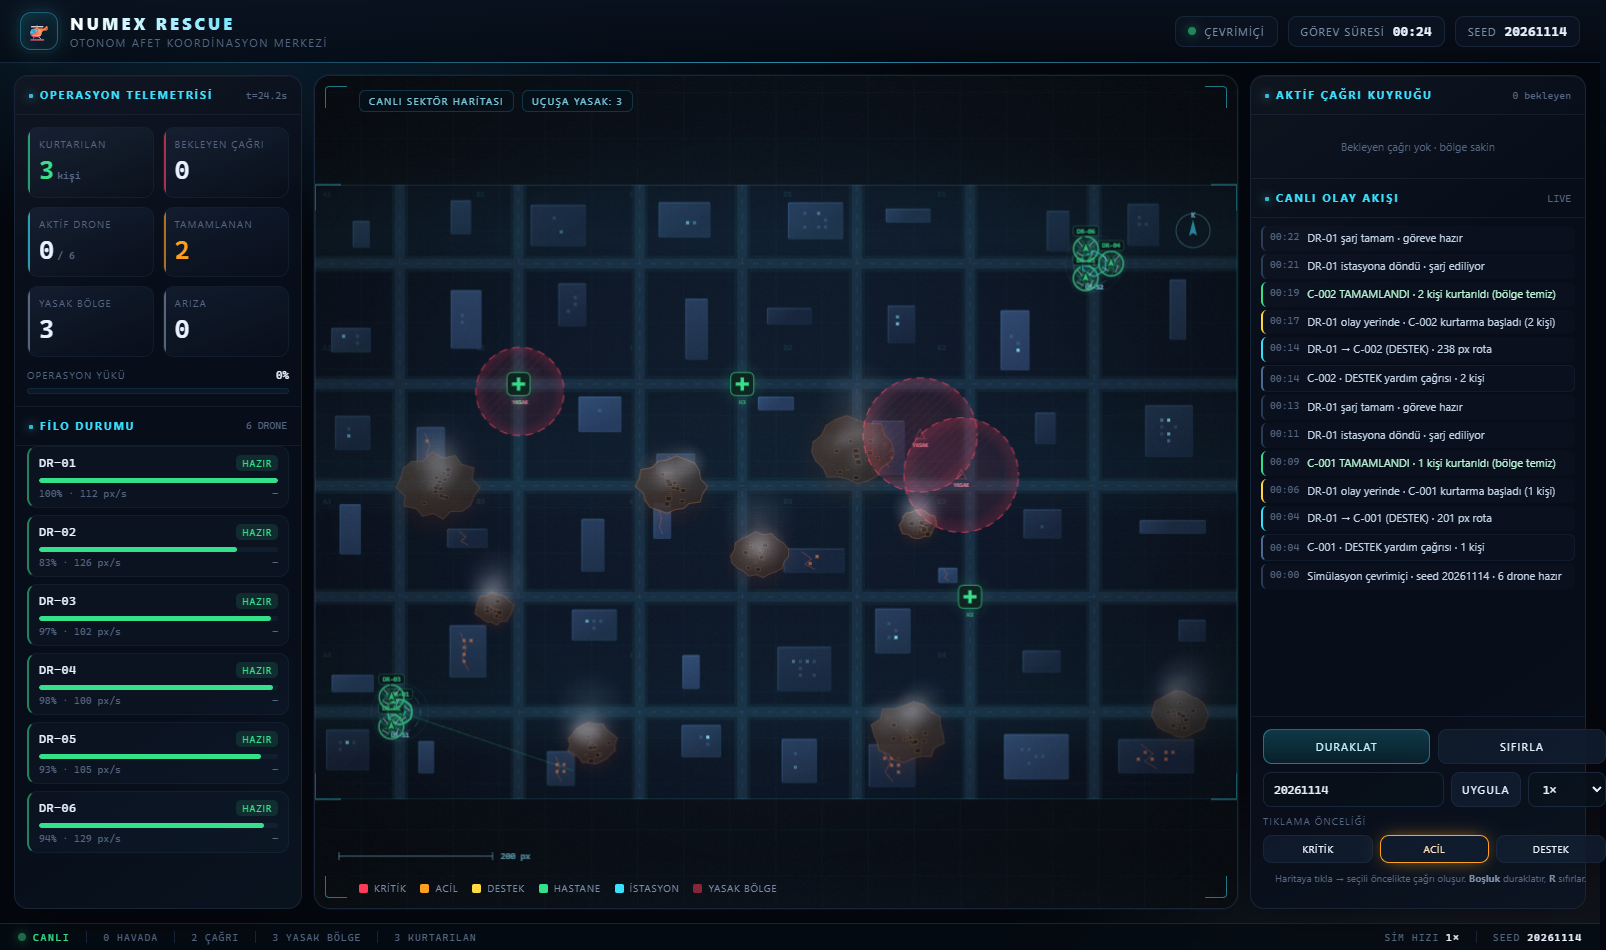 NUMEX RESCUE
OTONOM AFET KOORDİNASYON MERKEZİ
ÇEVRİMİÇİ
GÖREV SÜRESİ 00:24
SEED 20261114
OPERASYON TELEMETRİSİ t=24.2s
KURTARILAN
3 kişi
BEKLEYEN ÇAĞRI
0
AKTİF DRONE
0 / 6
TAMAMLANAN
2
YASAK BÖLGE
3
ARIZA
0
OPERASYON YÜKÜ 0%
FİLO DURUMU 6 DRONE
DR-01 HAZIR
100% · 112 px/s —
DR-02 HAZIR
83% · 126 px/s —
DR-03 HAZIR
97% · 102 px/s —
DR-04 HAZIR
98% · 100 px/s —
DR-05 HAZIR
93% · 105 px/s —
DR-06 HAZIR
94% · 129 px/s —
CANLI SEKTÖR HARİTASI
UÇUŞA YASAK: 3
DR-06
DR-04
YASAK
YASAK
YASAK
DR-05
200 px
KRİTİK
ACİL
DESTEK
HASTANE
İSTASYON
YASAK BÖLGE
AKTİF ÇAĞRI KUYRUĞU 0 bekleyen
Bekleyen çağrı yok · bölge sakin
CANLI OLAY AKIŞI LIVE
00:22 DR-01 şarj tamam · göreve hazır
00:21 DR-01 istasyona döndü · şarj ediliyor
00:19 C-002 TAMAMLANDI · 2 kişi kurtarıldı (bölge temiz)
00:17 DR-01 olay yerinde · C-002 kurtarma başladı (2 kişi)
00:14 DR-01 → C-002 (DESTEK) · 238 px rota
00:14 C-002 · DESTEK yardım çağrısı · 2 kişi
00:13 DR-01 şarj tamam · göreve hazır
00:11 DR-01 istasyona döndü · şarj ediliyor
00:09 C-001 TAMAMLANDI · 1 kişi kurtarıldı (bölge temiz)
00:06 DR-01 olay yerinde · C-001 kurtarma başladı (1 kişi)
00:04 DR-01 → C-001 (DESTEK) · 201 px rota
00:04 C-001 · DESTEK yardım çağrısı · 1 kişi
00:00 Simülasyon çevrimiçi · seed 20261114 · 6 drone hazır
DURAKLAT
SIFIRLA
20261114
UYGULA
1×
TIKLAMA ÖNCELİĞİ
KRİTİK
ACİL
DESTEK
Haritaya tıkla → seçili öncelikte çağrı oluşur. Boşluk duraklatır, R sıfırlar.
CANLI
0 HAVADA
2 ÇAĞRI
3 YASAK BÖLGE
3 KURTARILAN
SİM HIZI 1×
SEED 20261114